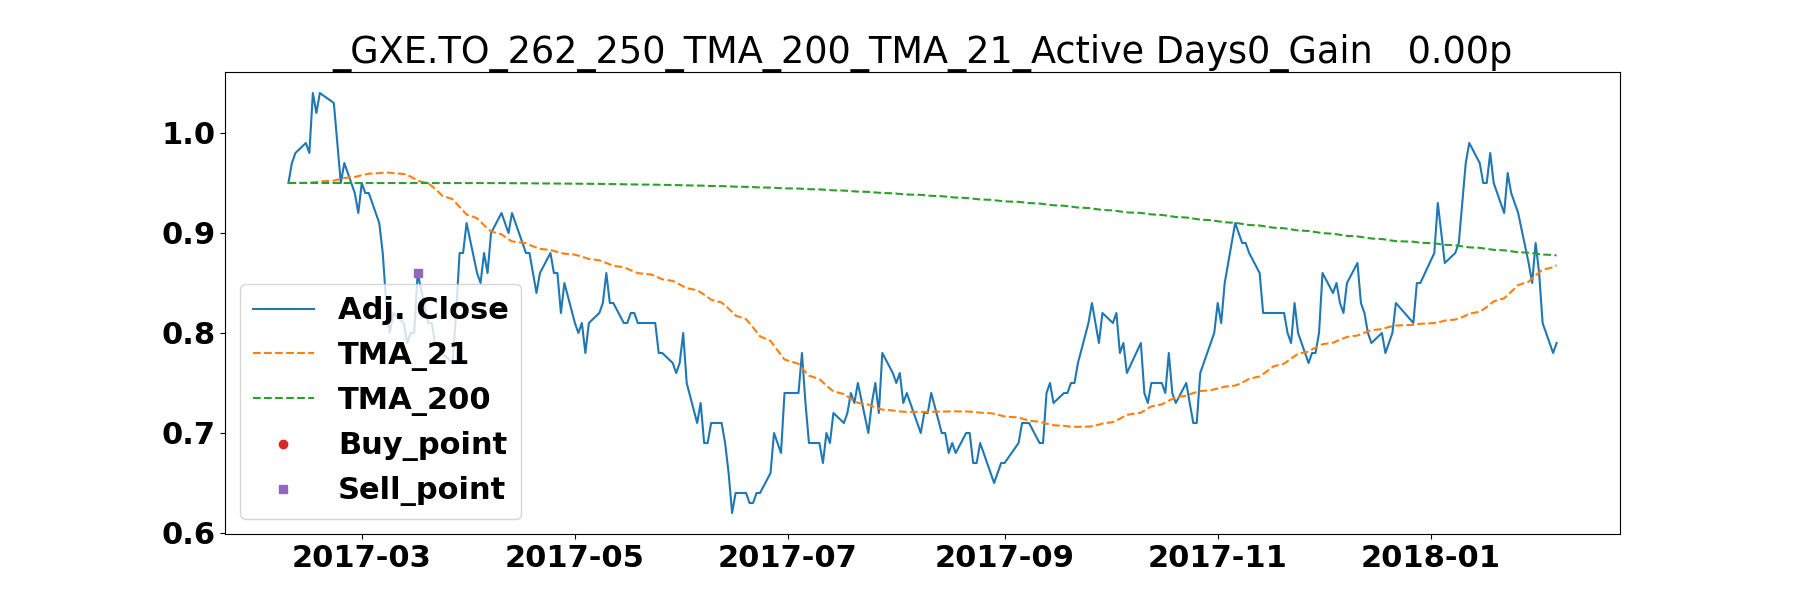 _GXE.TO_262_250_TMA_200_TMA_21_Active Days0_Gain   0.00p
1.0
0.9
0.8
0.7
0.6
Adj. Close
TMA_21
TMA_200
Buy_point
Sell_point
2017-03 2017-05 2017-07 2017-09 2017-11 2018-01